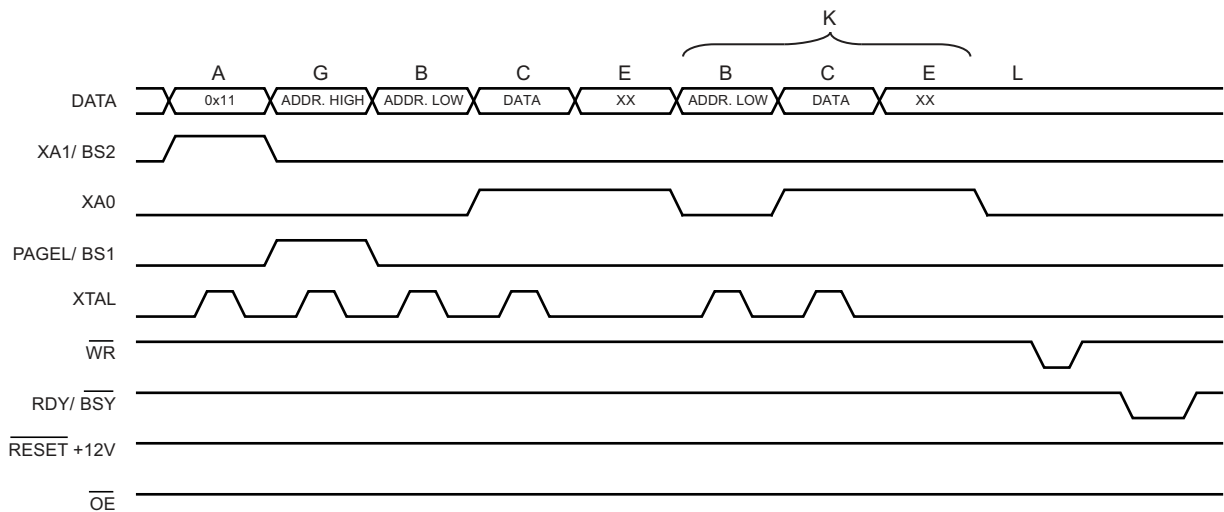 K
A G B C E B C E L
DATA 0x11 ADDR. HIGH ADDR. LOW DATA XX ADDR. LOW DATA XX
XA1/ BS2
XA0
PAGEL/ BS1
XTAL
WR
RDY/ BSY
RESET +12V
OE